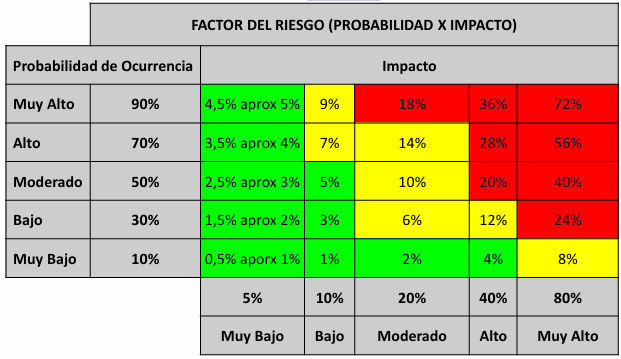 FACTOR DEL RIESGO (PROBABILIDAD X IMPACTO)
Probabilidad de Ocurrencia Impacto
Muy Alto 90% 4,5% aprox 5% 9% 18% 36% 72%
Alto 70% 3,5% aprox 4% 7% 14% 28% 56%
Moderado 50% 2,5% aprox 3% 5% 10% 20% 40%
Bajo 30% 1,5% aprox 2% 3% 6% 12% 24%
Muy Bajo 10% 0,5% aporx 1% 1% 2% 4% 8%
5% 10% 20% 40% 80%
Muy Bajo Bajo Moderado Alto Muy Alto